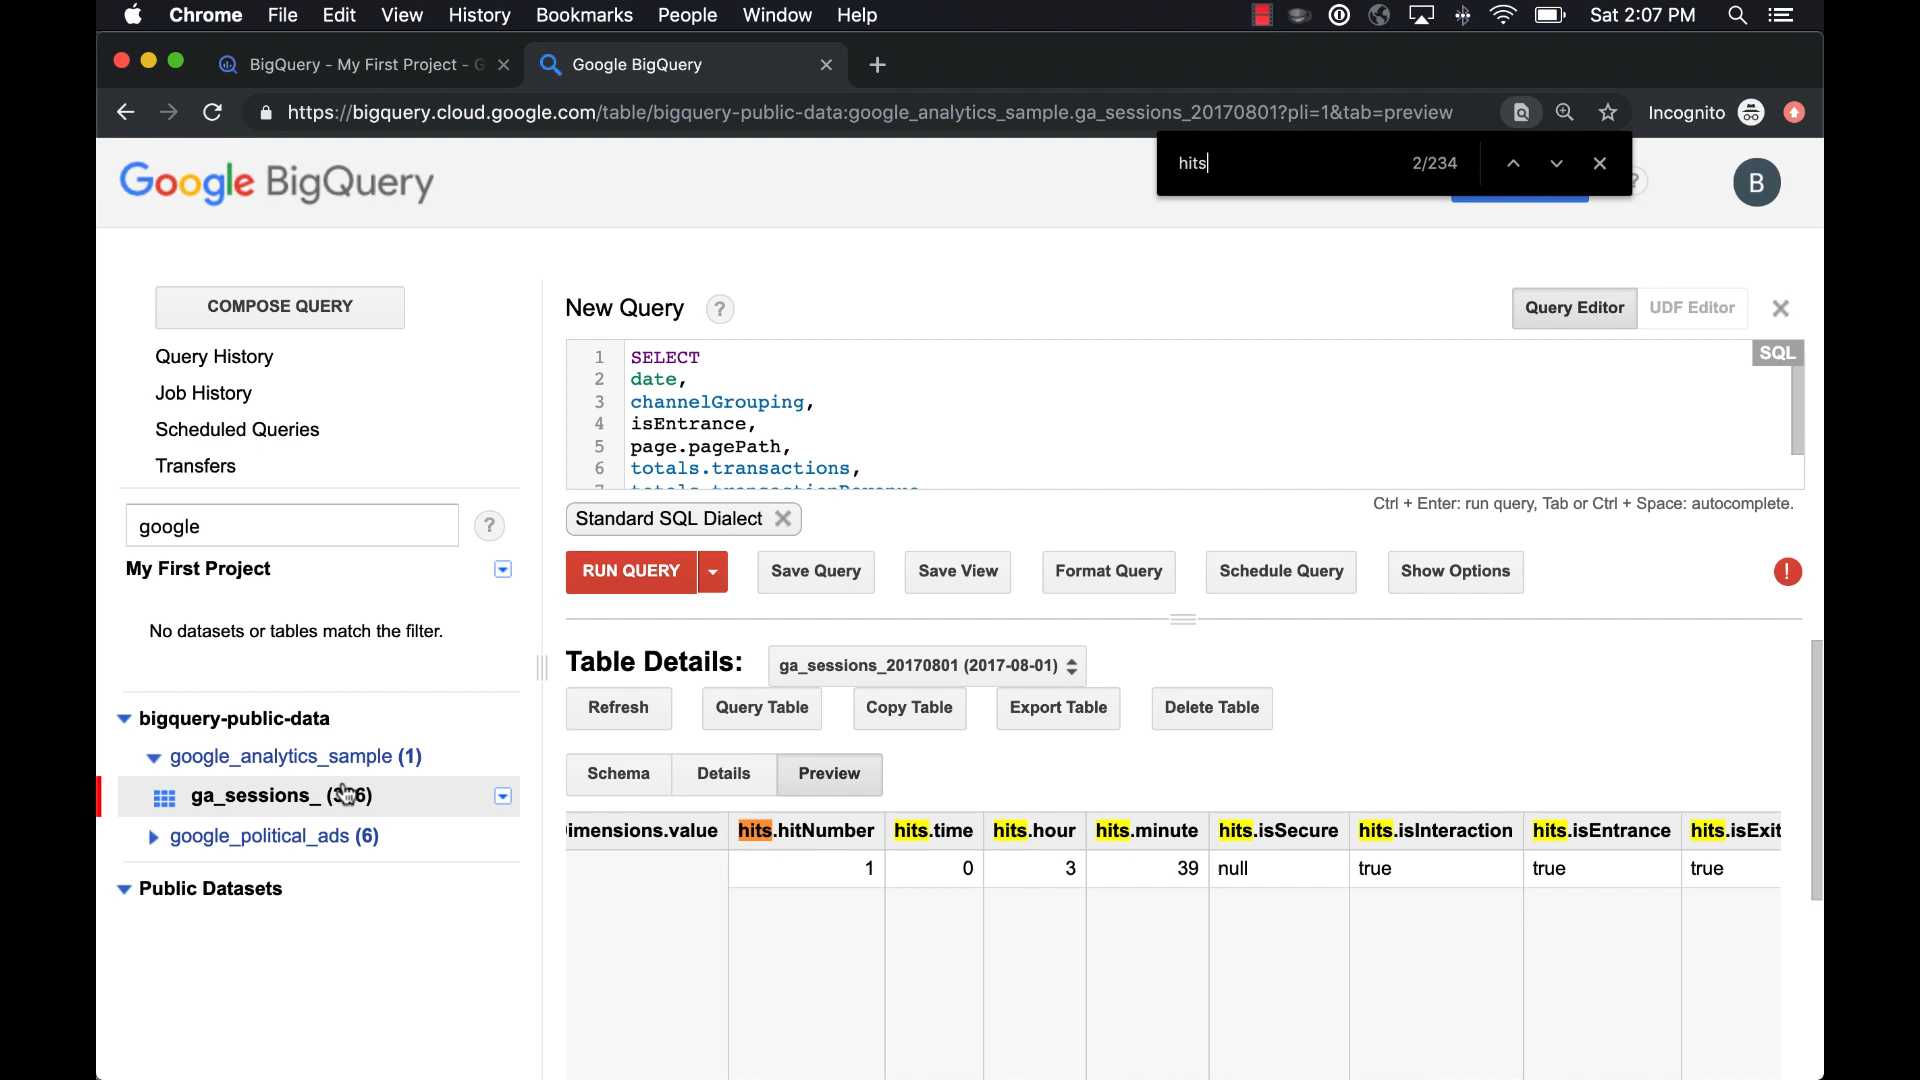 Chrome File Edit View History Bookmarks People Window Help Sat 2:07 PM
BigQuery - My First Project - G
Google BigQuery
https://bigquery.cloud.google.com/table/bigquery-public-data:google_analytics_sample.ga_sessions_20170801?pli=1&tab=preview Incognito
hits 2/234
Google BigQuery
?
B
COMPOSE QUERY
Query History
Job History
Scheduled Queries
Transfers
google ?
My First Project
No datasets or tables match the filter.
bigquery-public-data
google_analytics_sample (1)
ga_sessions_
google_political_ads (6)
Public Datasets
New Query ? Query Editor UDF Editor
SQL
1 SELECT
2 date,
3 channelGrouping,
4 isEntrance,
5 page.pagePath,
6 totals.transactions,
7 totals.transactionRevenue
Ctrl + Enter: run query, Tab or Ctrl + Space: autocomplete.
Standard SQL Dialect
RUN QUERY Save Query Save View Format Query Schedule Query Show Options !
Table Details: ga_sessions_20170801 (2017-08-01)
Refresh Query Table Copy Table Export Table Delete Table
Schema Details Preview
imensions.value hits.hitNumber hits.time hits.hour hits.minute hits.isSecure hits.isInteraction hits.isEntrance hits.isExit
1 0 3 39 null true true true